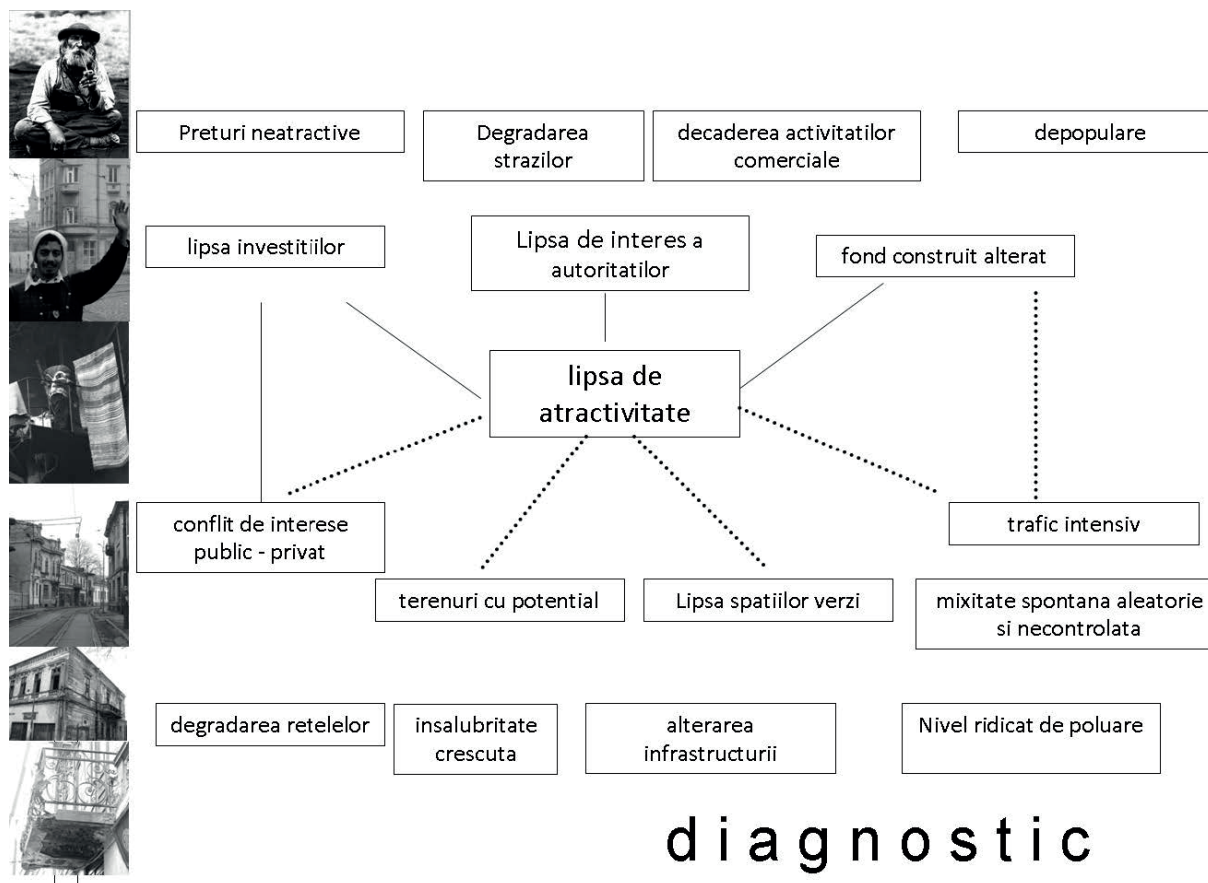 Preturi neatractive
Degradarea
strazilor
decaderea activitatilor
comerciale
depopulare
lipsa investitiilor
Lipsa de interes a
autoritatilor
fond construit alterat
lipsa de
atractivitate
conflit de interese
public - privat
trafic intensiv
terenuri cu potential
Lipsa spatiilor verzi
mixitate spontana aleatorie
si necontrolata
degradarea retelelor
insalubritate
crescuta
alterarea
infrastructurii
Nivel ridicat de poluare
diagnostic